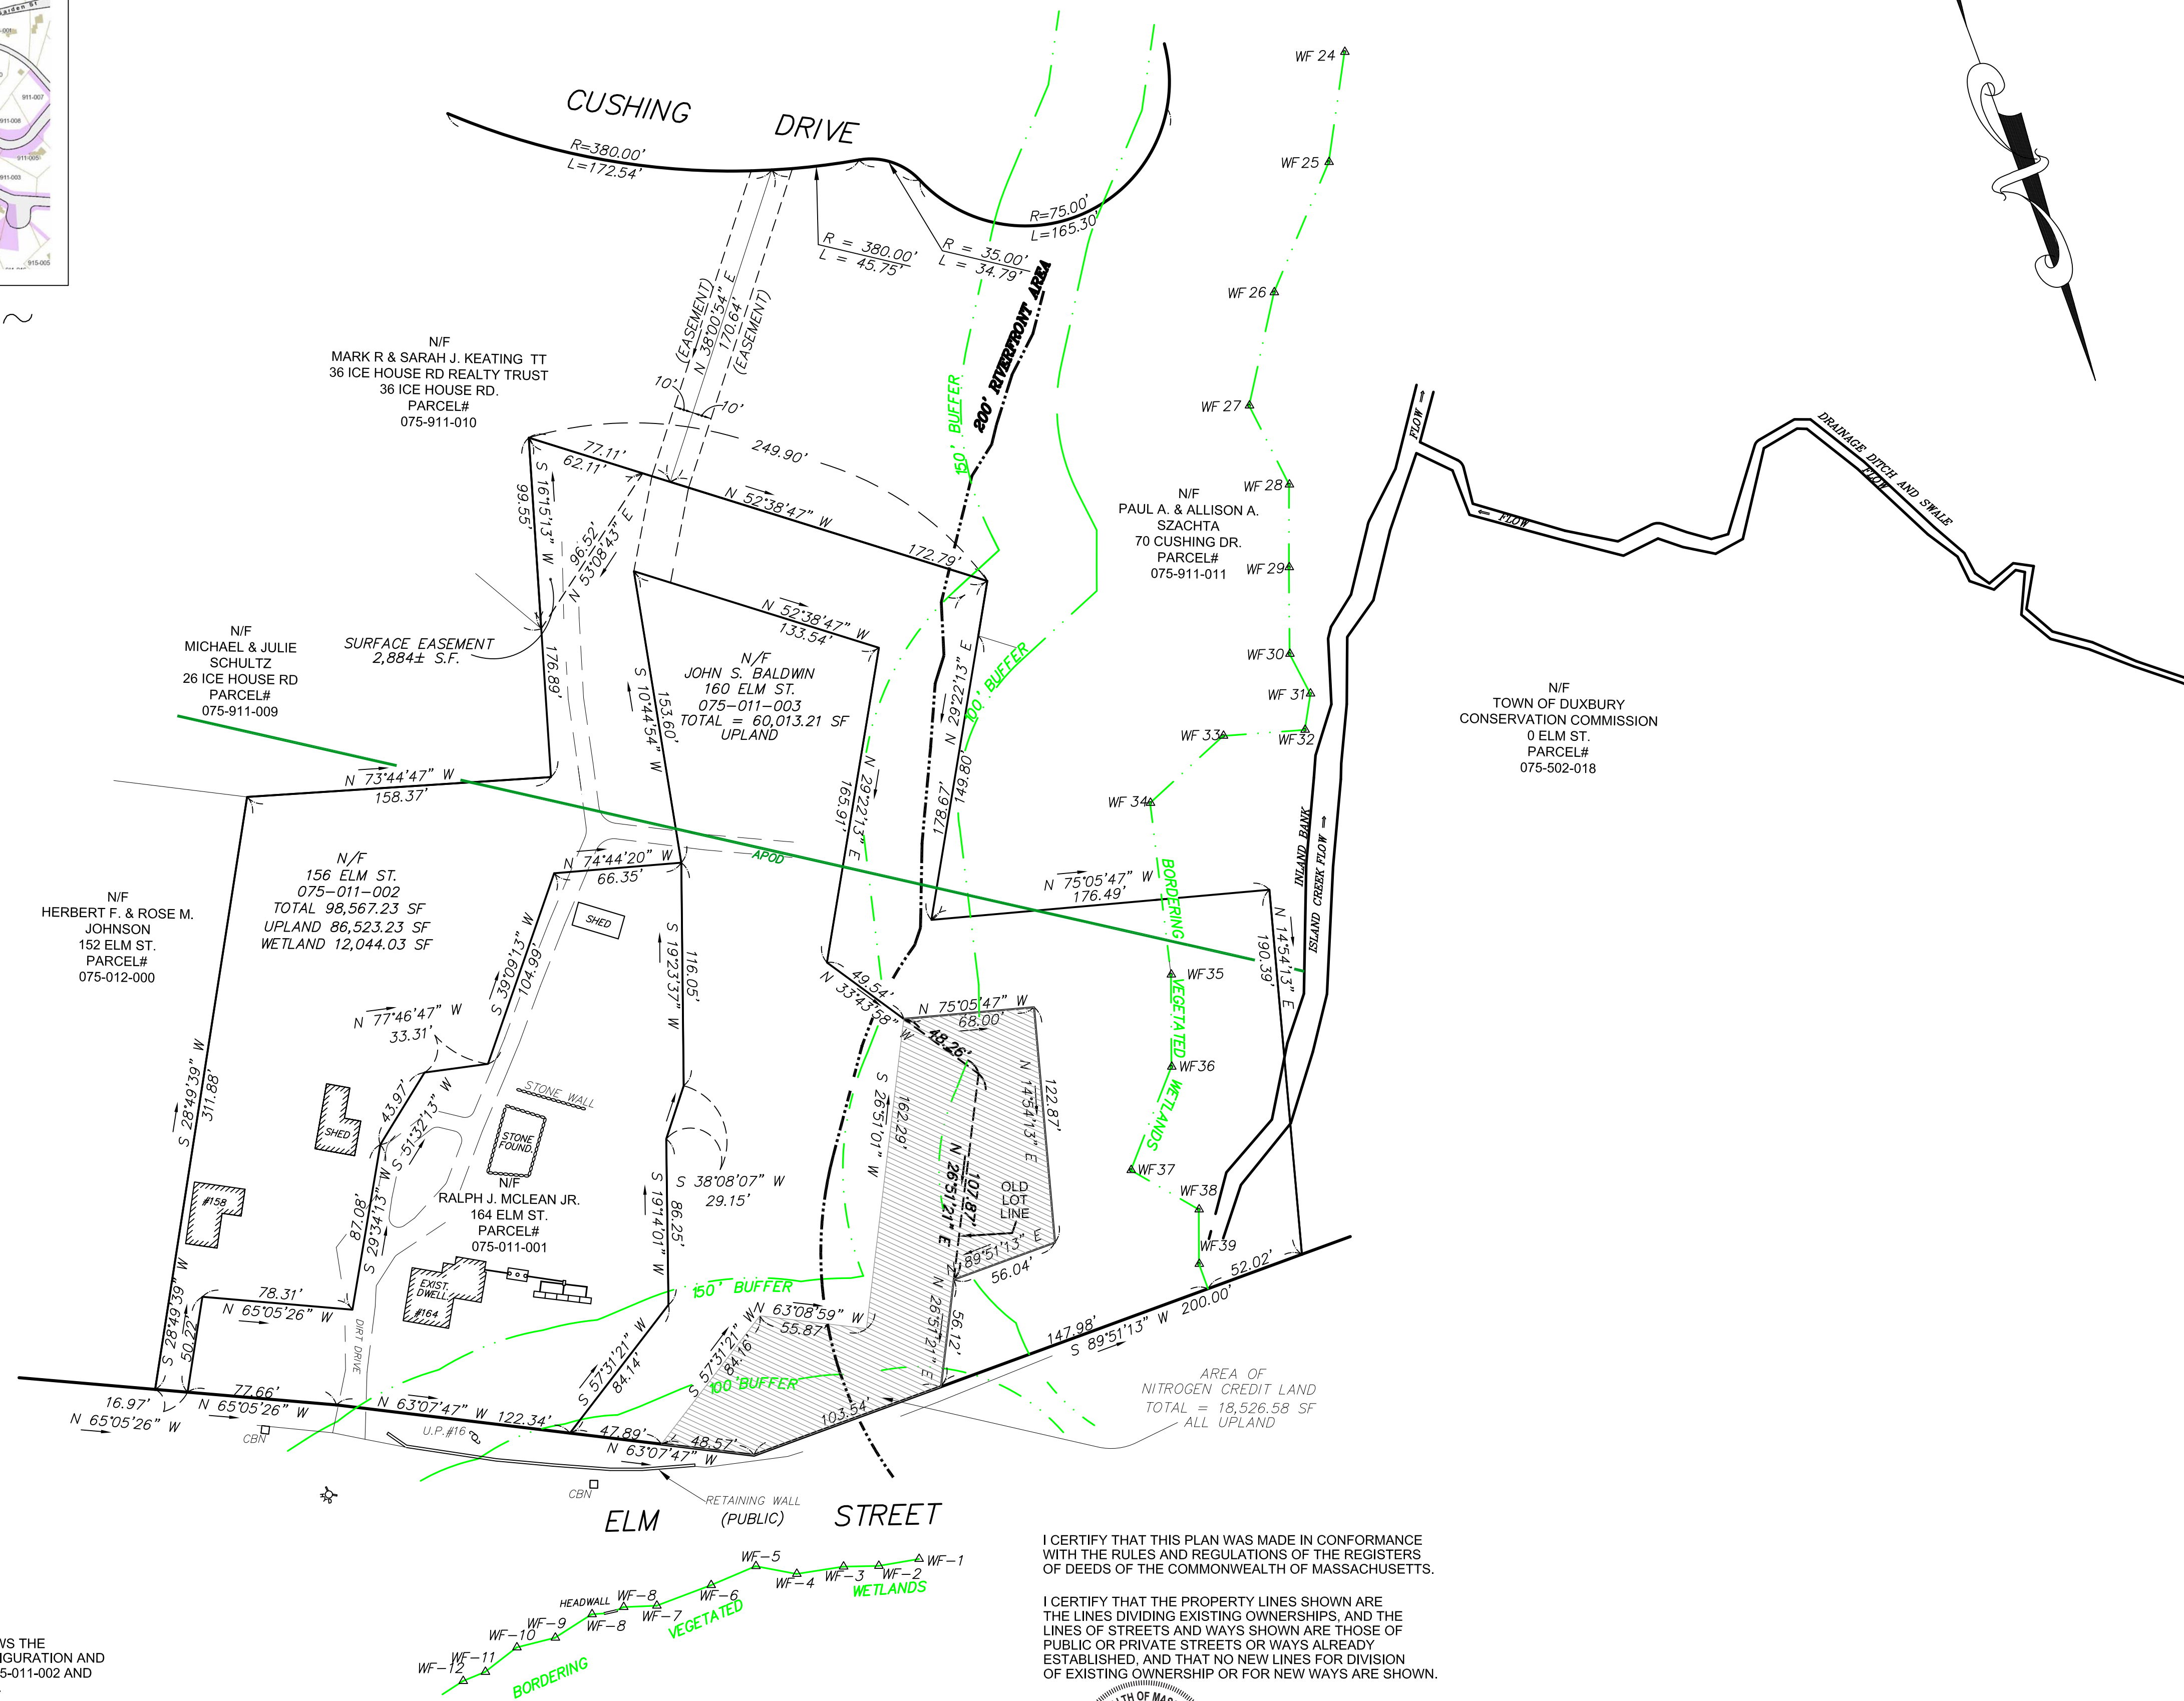 911-007
911-008
911-005
911-003
915-005
CUSHING DRIVE
R=380.00'
L=172.54'
R = 380.00'
L = 45.75'
R = 35.00'
L = 34.79'
R=75.00'
L=165.30'
WF 24
WF 25
WF 26
WF 27
WF 28
WF 29
WF 30
WF 31
WF 32
WF 33
WF 34
WF35
WF36
WF37
WF38
WF39
(EASEMENT)
N 38°00'54" E
170.64'
(EASEMENT)
10'
10'
150' BUFFER
200' RIVERFRONT AREA
N/F
MARK R & SARAH J. KEATING TT
36 ICE HOUSE RD REALTY TRUST
36 ICE HOUSE RD.
PARCEL#
075-911-010
77.11'
62.11'
249.90'
N 52°38'47" W
172.79'
S 16°15'13" W
99.55'
96.52'
N 53°08'43" E
176.89'
N/F
PAUL A. & ALLISON A.
SZACHTA
70 CUSHING DR.
PARCEL#
075-911-011
FLOW
FLOW
DRAINAGE DITCH AND SWALE
FLOW
N/F
MICHAEL & JULIE
SCHULTZ
26 ICE HOUSE RD
PARCEL#
075-911-009
SURFACE EASEMENT
2,884± S.F.
N 52°38'47" W
133.54'
N/F
JOHN S. BALDWIN
160 ELM ST.
075-011-003
TOTAL = 60,013.21 SF
UPLAND
S 10°44'54" W
153.60'
N 29°22'13" E
165.91'
N 29°22'13" E
149.80'
178.67'
100' BUFFER
N/F
TOWN OF DUXBURY
CONSERVATION COMMISSION
0 ELM ST.
PARCEL#
075-502-018
N 73°44'47" W
158.37'
APOD
N/F
156 ELM ST.
075-011-002
TOTAL 98,567.23 SF
UPLAND 86,523.23 SF
WETLAND 12,044.03 SF
N/F
HERBERT F. & ROSE M.
JOHNSON
152 ELM ST.
PARCEL#
075-012-000
N 74°44'20" W
66.35'
SHED
S 39°09'13" W
104.99'
S 19°23'37" W
116.05'
N 75°05'47" W
176.49'
N 14°54'13" E
190.39'
INLAND BANK
ISLAND CREEK FLOW
BORDERING
VEGETATED
WETLANDS
49.54'
N 33°43'58" W
48.26'
N 75°05'47" W
68.00'
N 14°54'13" E
122.87'
N 77°46'47" W
33.31'
S 28°49'39" W
311.88'
43.97'
S 51°32'13" W
SHED
STONE WALL
STONE
FOUND.
N/F
RALPH J. MCLEAN JR.
164 ELM ST.
PARCEL#
075-011-001
S 38°08'07" W
29.15'
S 26°51'01" W
162.29'
N 26°51'21" E
107.87'
OLD
LOT
LINE
89°51'13" E
56.04'
#158
87.08'
S 29°34'13" W
S 19°14'01" W
86.25'
EXIST.
DWELL.
#164
DIRT DRIVE
78.31'
N 65°05'26" W
S 28°49'39" W
50.22'
150' BUFFER
N 63°08'59" W
55.87'
N 26°51'21" E
56.12'
52.02'
147.98'
S 89°51'13" W 200.00'
S 57°31'21" W
84.14'
S 57°31'21" W
84.16'
100'BUFFER
103.54'
16.97'
N 65°05'26" W
77.66'
N 65°05'26" W
N 63°07'47" W
122.34'
47.89'
48.57'
N 63°07'47" W
CBN
U.P.#16
CBN
AREA OF
NITROGEN CREDIT LAND
TOTAL = 18,526.58 SF
ALL UPLAND
RETAINING WALL
ELM (PUBLIC) STREET
WF-1
WF-2
WF-3
WF-4
WF-5
WF-6
WF-7
WF-8
HEADWALL
WF-8
WF-9
WF-10
WF-11
WF-12
BORDERING
VEGETATED
WETLANDS
I CERTIFY THAT THIS PLAN WAS MADE IN CONFORMANCE
WITH THE RULES AND REGULATIONS OF THE REGISTERS
OF DEEDS OF THE COMMONWEALTH OF MASSACHUSETTS.
I CERTIFY THAT THE PROPERTY LINES SHOWN ARE
THE LINES DIVIDING EXISTING OWNERSHIPS, AND THE
LINES OF STREETS AND WAYS SHOWN ARE THOSE OF
PUBLIC OR PRIVATE STREETS OR WAYS ALREADY
ESTABLISHED, AND THAT NO NEW LINES FOR DIVISION
OF EXISTING OWNERSHIP OR FOR NEW WAYS ARE SHOWN.
WS THE
IGURATION AND
5-011-002 AND
TH OF MAS